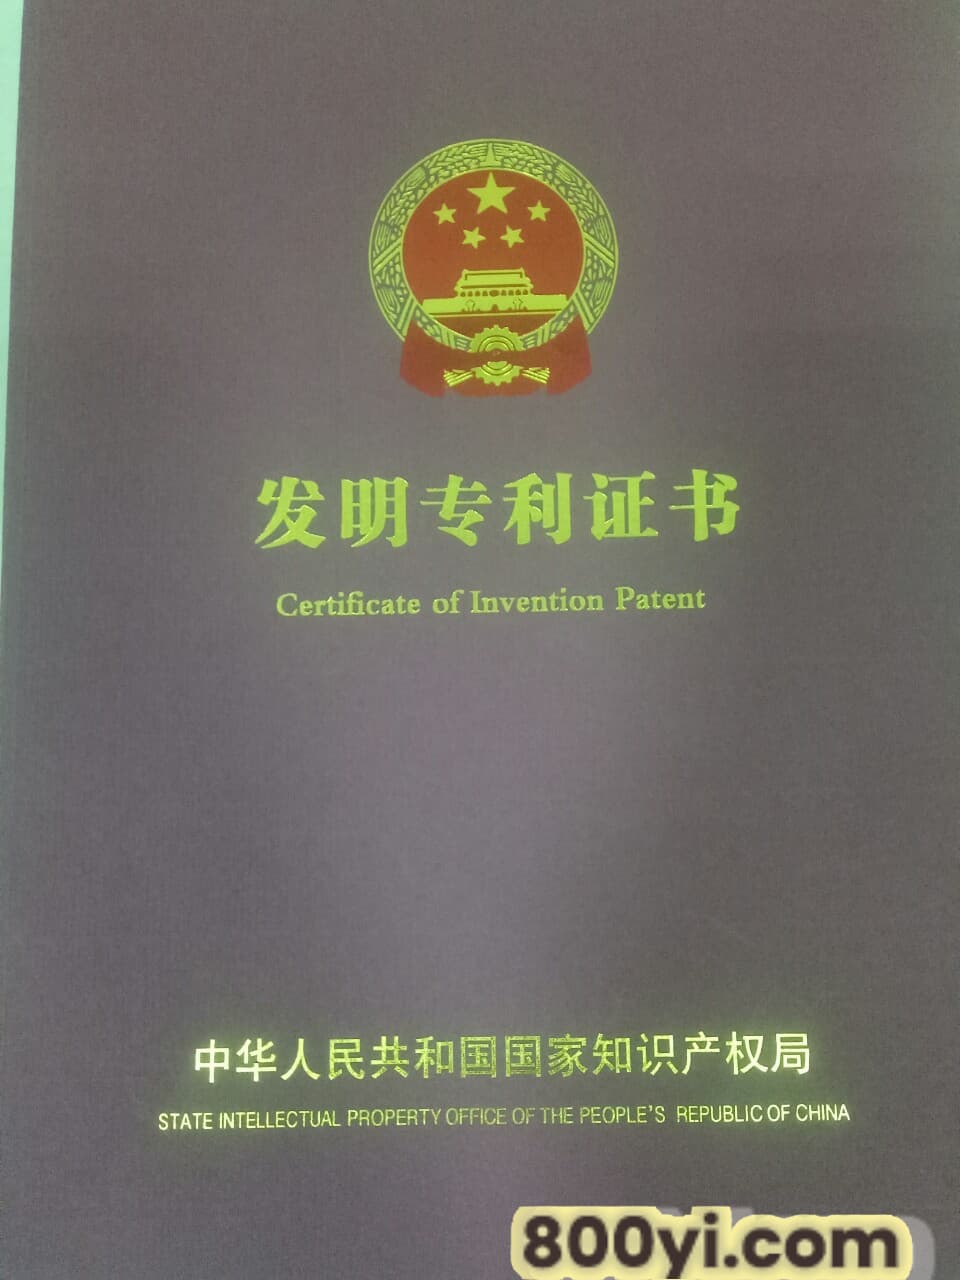 发明专利证书
Certificate of Invention Patent
中华人民共和国国家知识产权局
STATE INTELLECTUAL PROPERTY OFFICE OF THE PEOPLE'S REPUBLIC OF CHINA
800yi.com